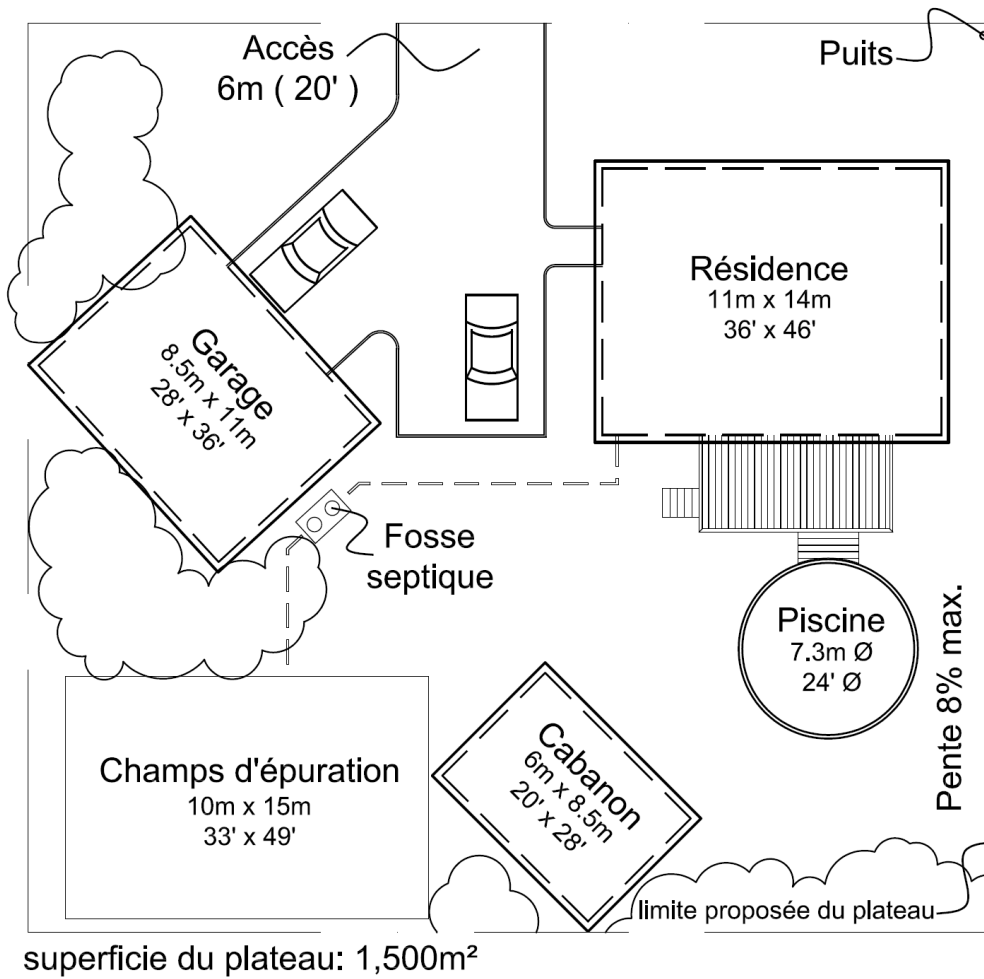 Accès
6m ( 20' )
Puits
Résidence
11m x 14m
36' x 46'
Garage
8.5m x 11m
28' x 36'
Fosse
septique
Piscine
7.3m Ø
24' Ø
Pente 8% max.
Champs d'épuration
10m x 15m
33' x 49'
Cabanon
6m x 8.5m
20' x 28'
limite proposée du plateau
superficie du plateau: 1,500m²